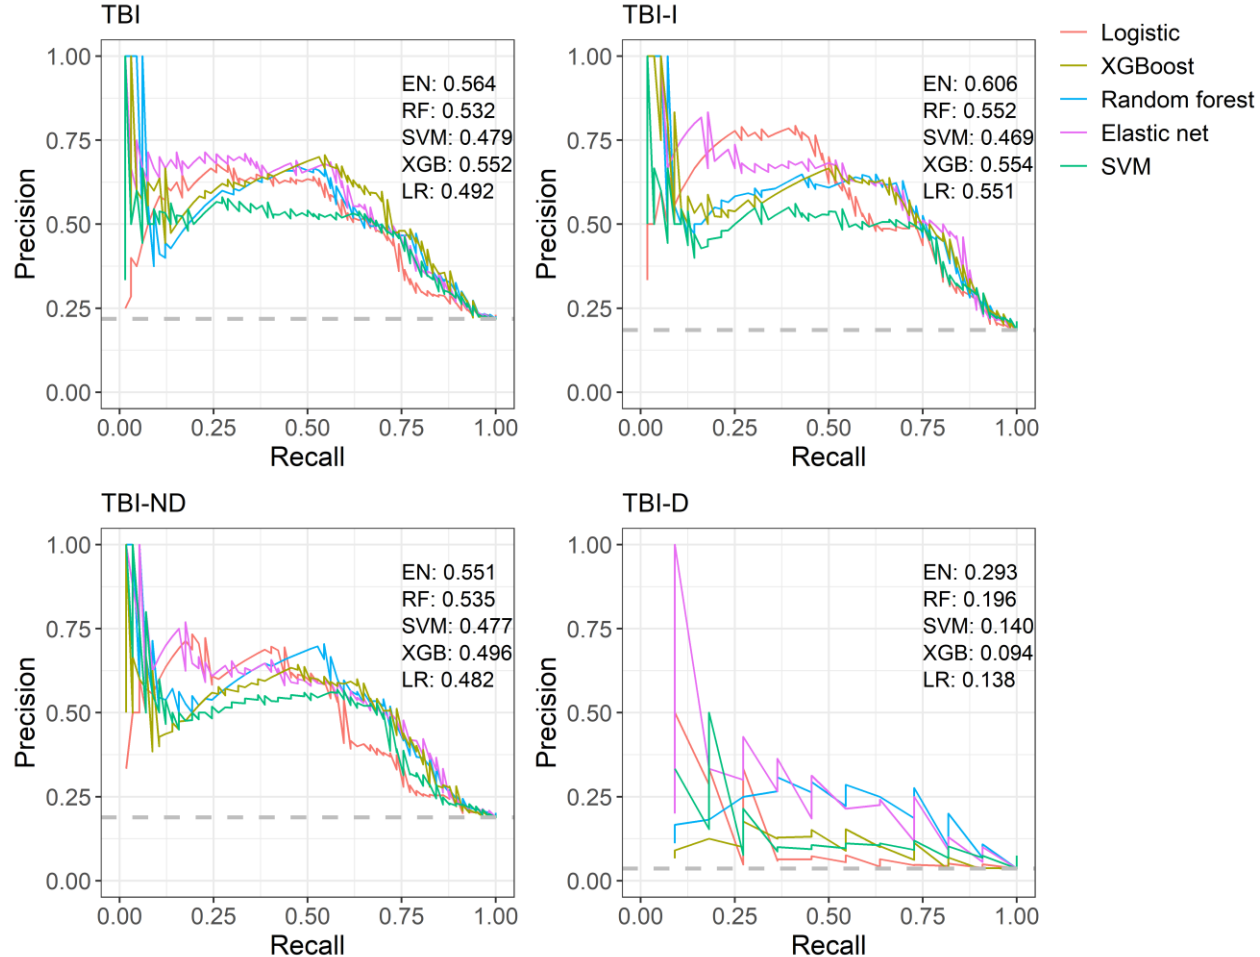 TBI
1.00
0.75
0.50
0.25
0.00
Precision
EN: 0.564
RF: 0.532
SVM: 0.479
XGB: 0.552
LR: 0.492
0.00 0.25 0.50 0.75 1.00
Recall
TBI-I
1.00
0.75
0.50
0.25
0.00
Precision
EN: 0.606
RF: 0.552
SVM: 0.469
XGB: 0.554
LR: 0.551
0.00 0.25 0.50 0.75 1.00
Recall
Logistic
XGBoost
Random forest
Elastic net
SVM
TBI-ND
1.00
0.75
0.50
0.25
0.00
Precision
EN: 0.551
RF: 0.535
SVM: 0.477
XGB: 0.496
LR: 0.482
0.00 0.25 0.50 0.75 1.00
Recall
TBI-D
1.00
0.75
0.50
0.25
0.00
Precision
EN: 0.293
RF: 0.196
SVM: 0.140
XGB: 0.094
LR: 0.138
0.00 0.25 0.50 0.75 1.00
Recall